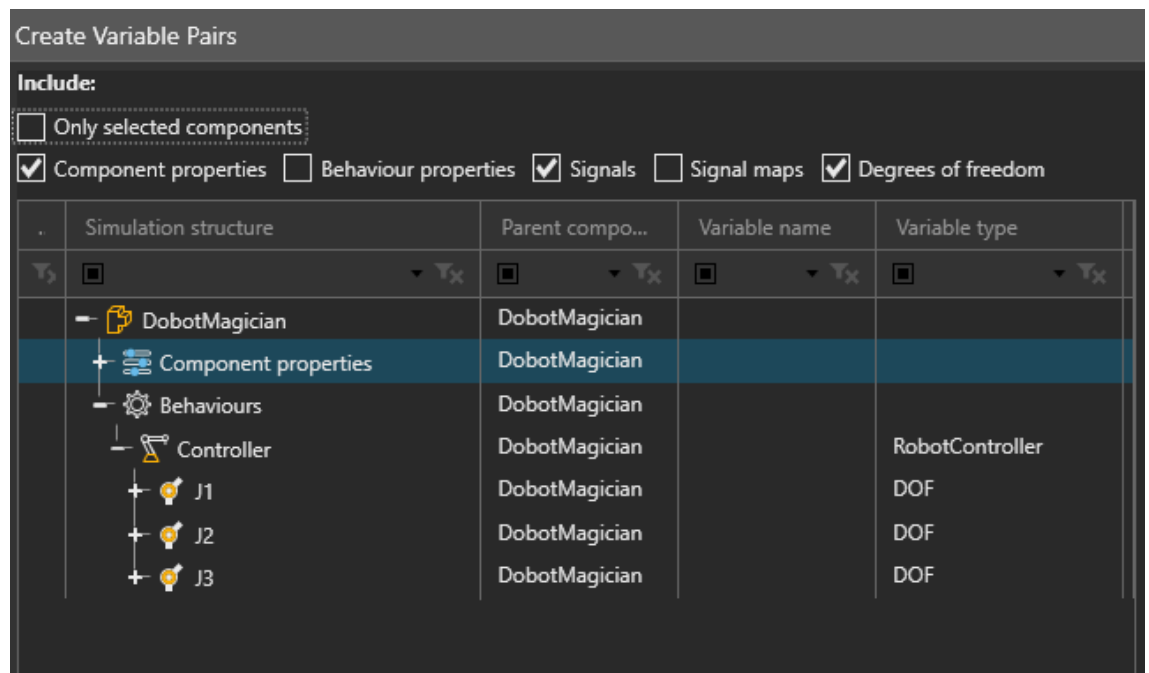 Create Variable Pairs
Include:
Only selected components
Component properties Behaviour properties Signals Signal maps Degrees of freedom
.. Simulation structure Parent compo... Variable name Variable type
DobotMagician DobotMagician
Component properties DobotMagician
Behaviours DobotMagician
Controller DobotMagician RobotController
J1 DobotMagician DOF
J2 DobotMagician DOF
J3 DobotMagician DOF